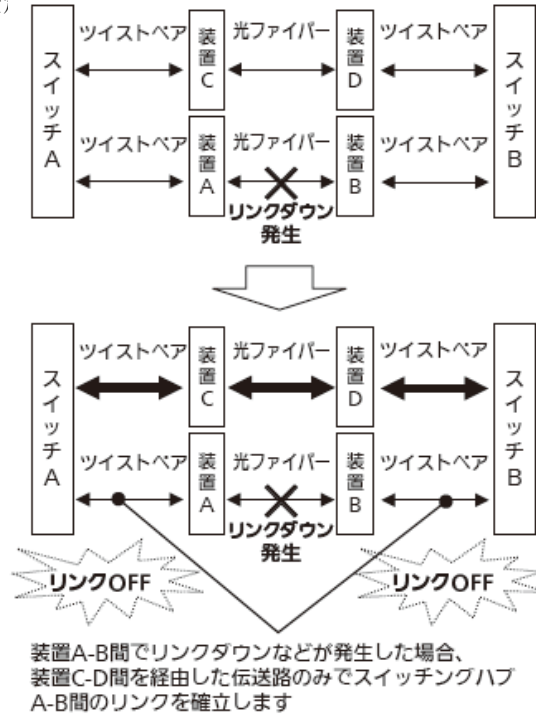 ツイストペア 光ファイバー ツイストペア
スイッチA
装置C
装置D
スイッチB
ツイストペア 光ファイバー ツイストペア
装置A
装置B
リンクダウン
発生
ツイストペア 光ファイバー ツイストペア
スイッチA
装置C
装置D
スイッチB
ツイストペア 光ファイバー ツイストペア
装置A
装置B
リンクダウン
発生
リンクOFF
リンクOFF
装置A-B間でリンクダウンなどが発生した場合、
装置C-D間を経由した伝送路のみでスイッチングハブ
A-B間のリンクを確立します